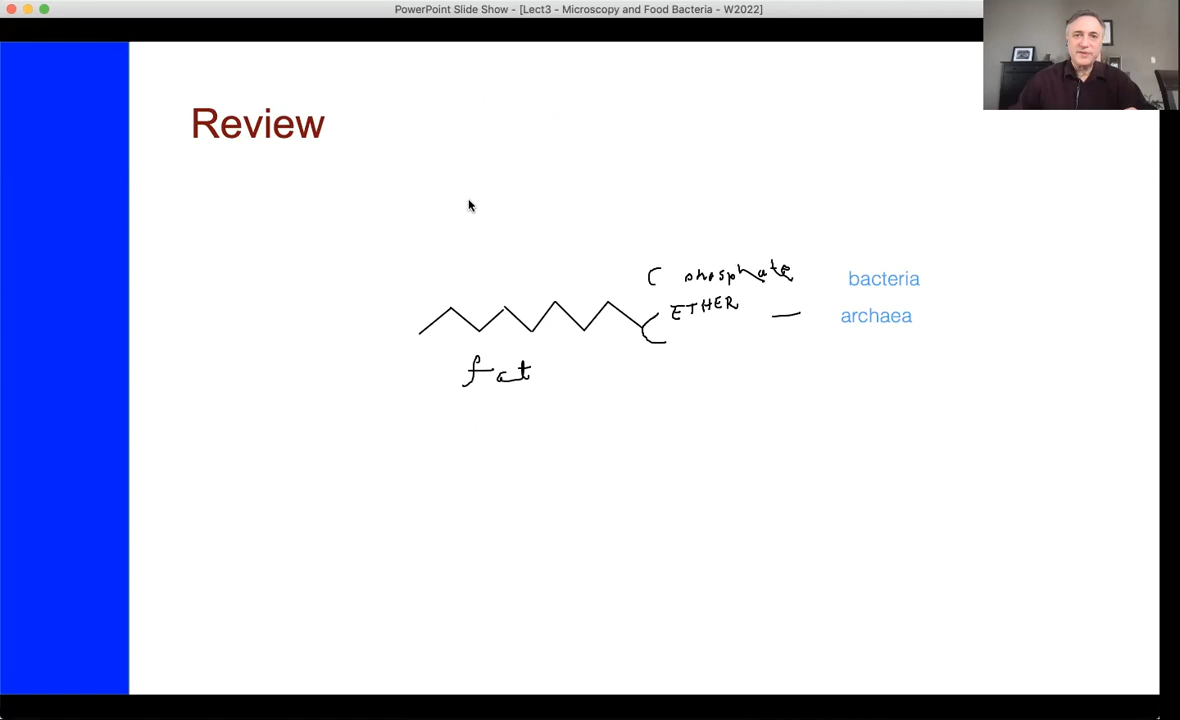 PowerPoint Slide Show - [Lect3 - Microscopy and Food Bacteria - W2022]
Review
phosphate bacteria
ETHER — archaea
fat